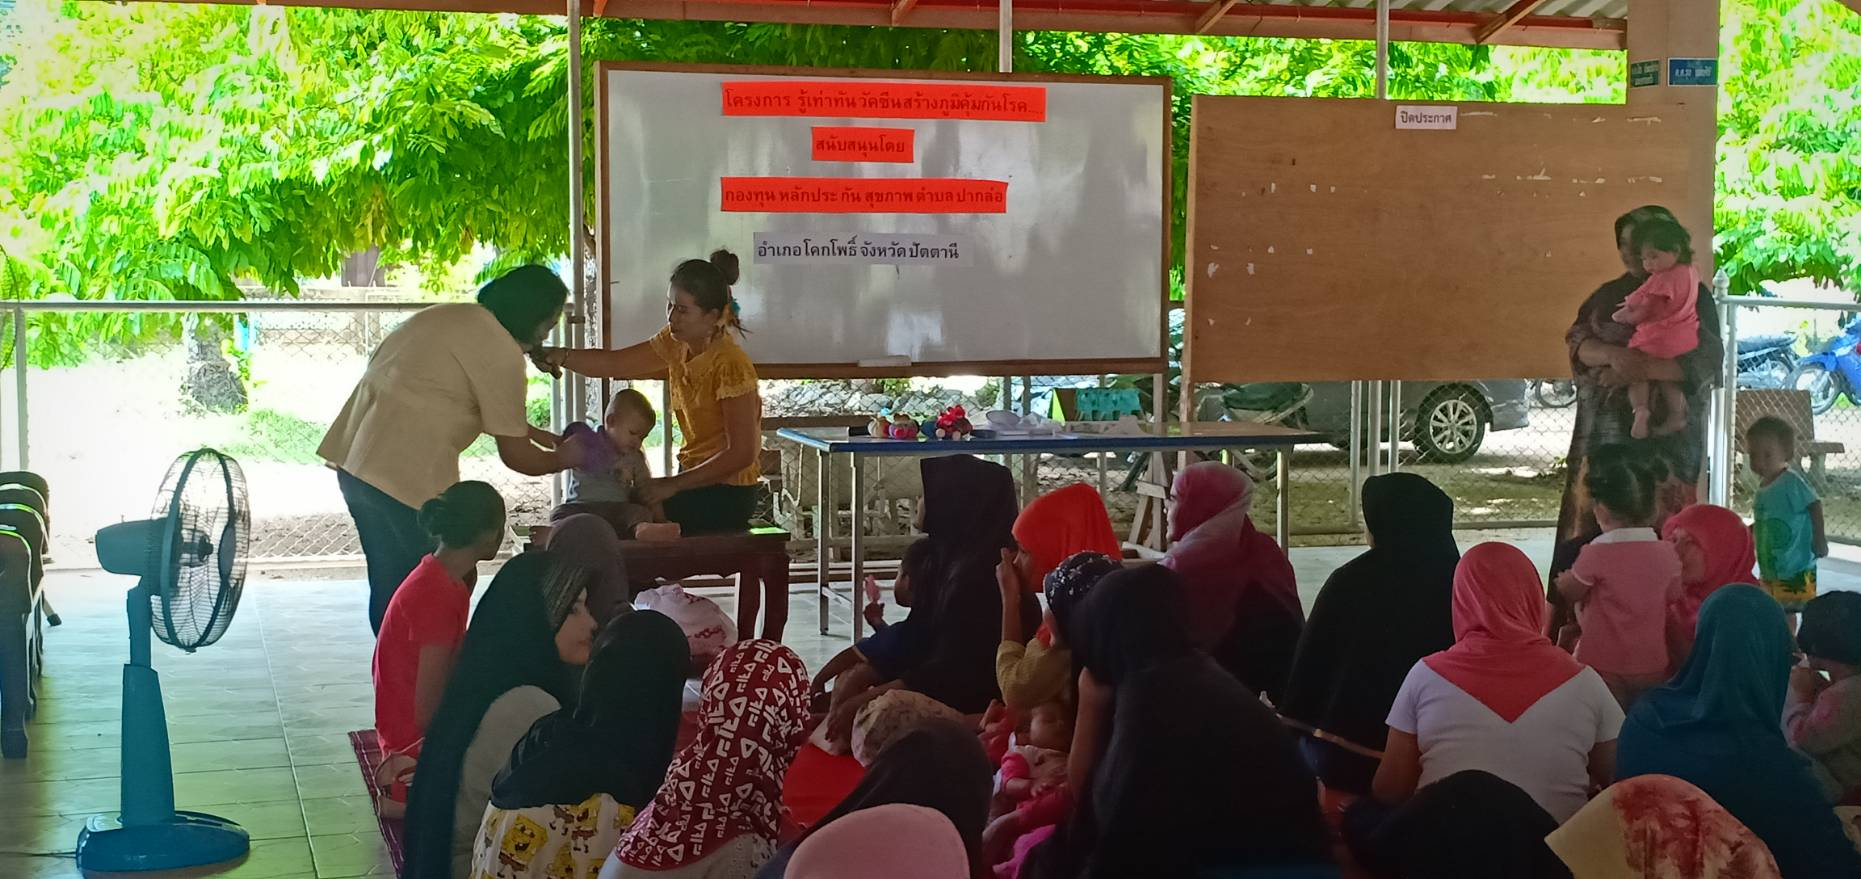 โครงการ รู้เท่าทันวัคซีนสร้างภูมิคุ้มกันโรค....
สนับสนุนโดย
กองทุนหลักประกันสุขภาพตำบลปากล่อ
อำเภอโคกโพธิ์ จังหวัดปัตตานี
ปิดประกาศ